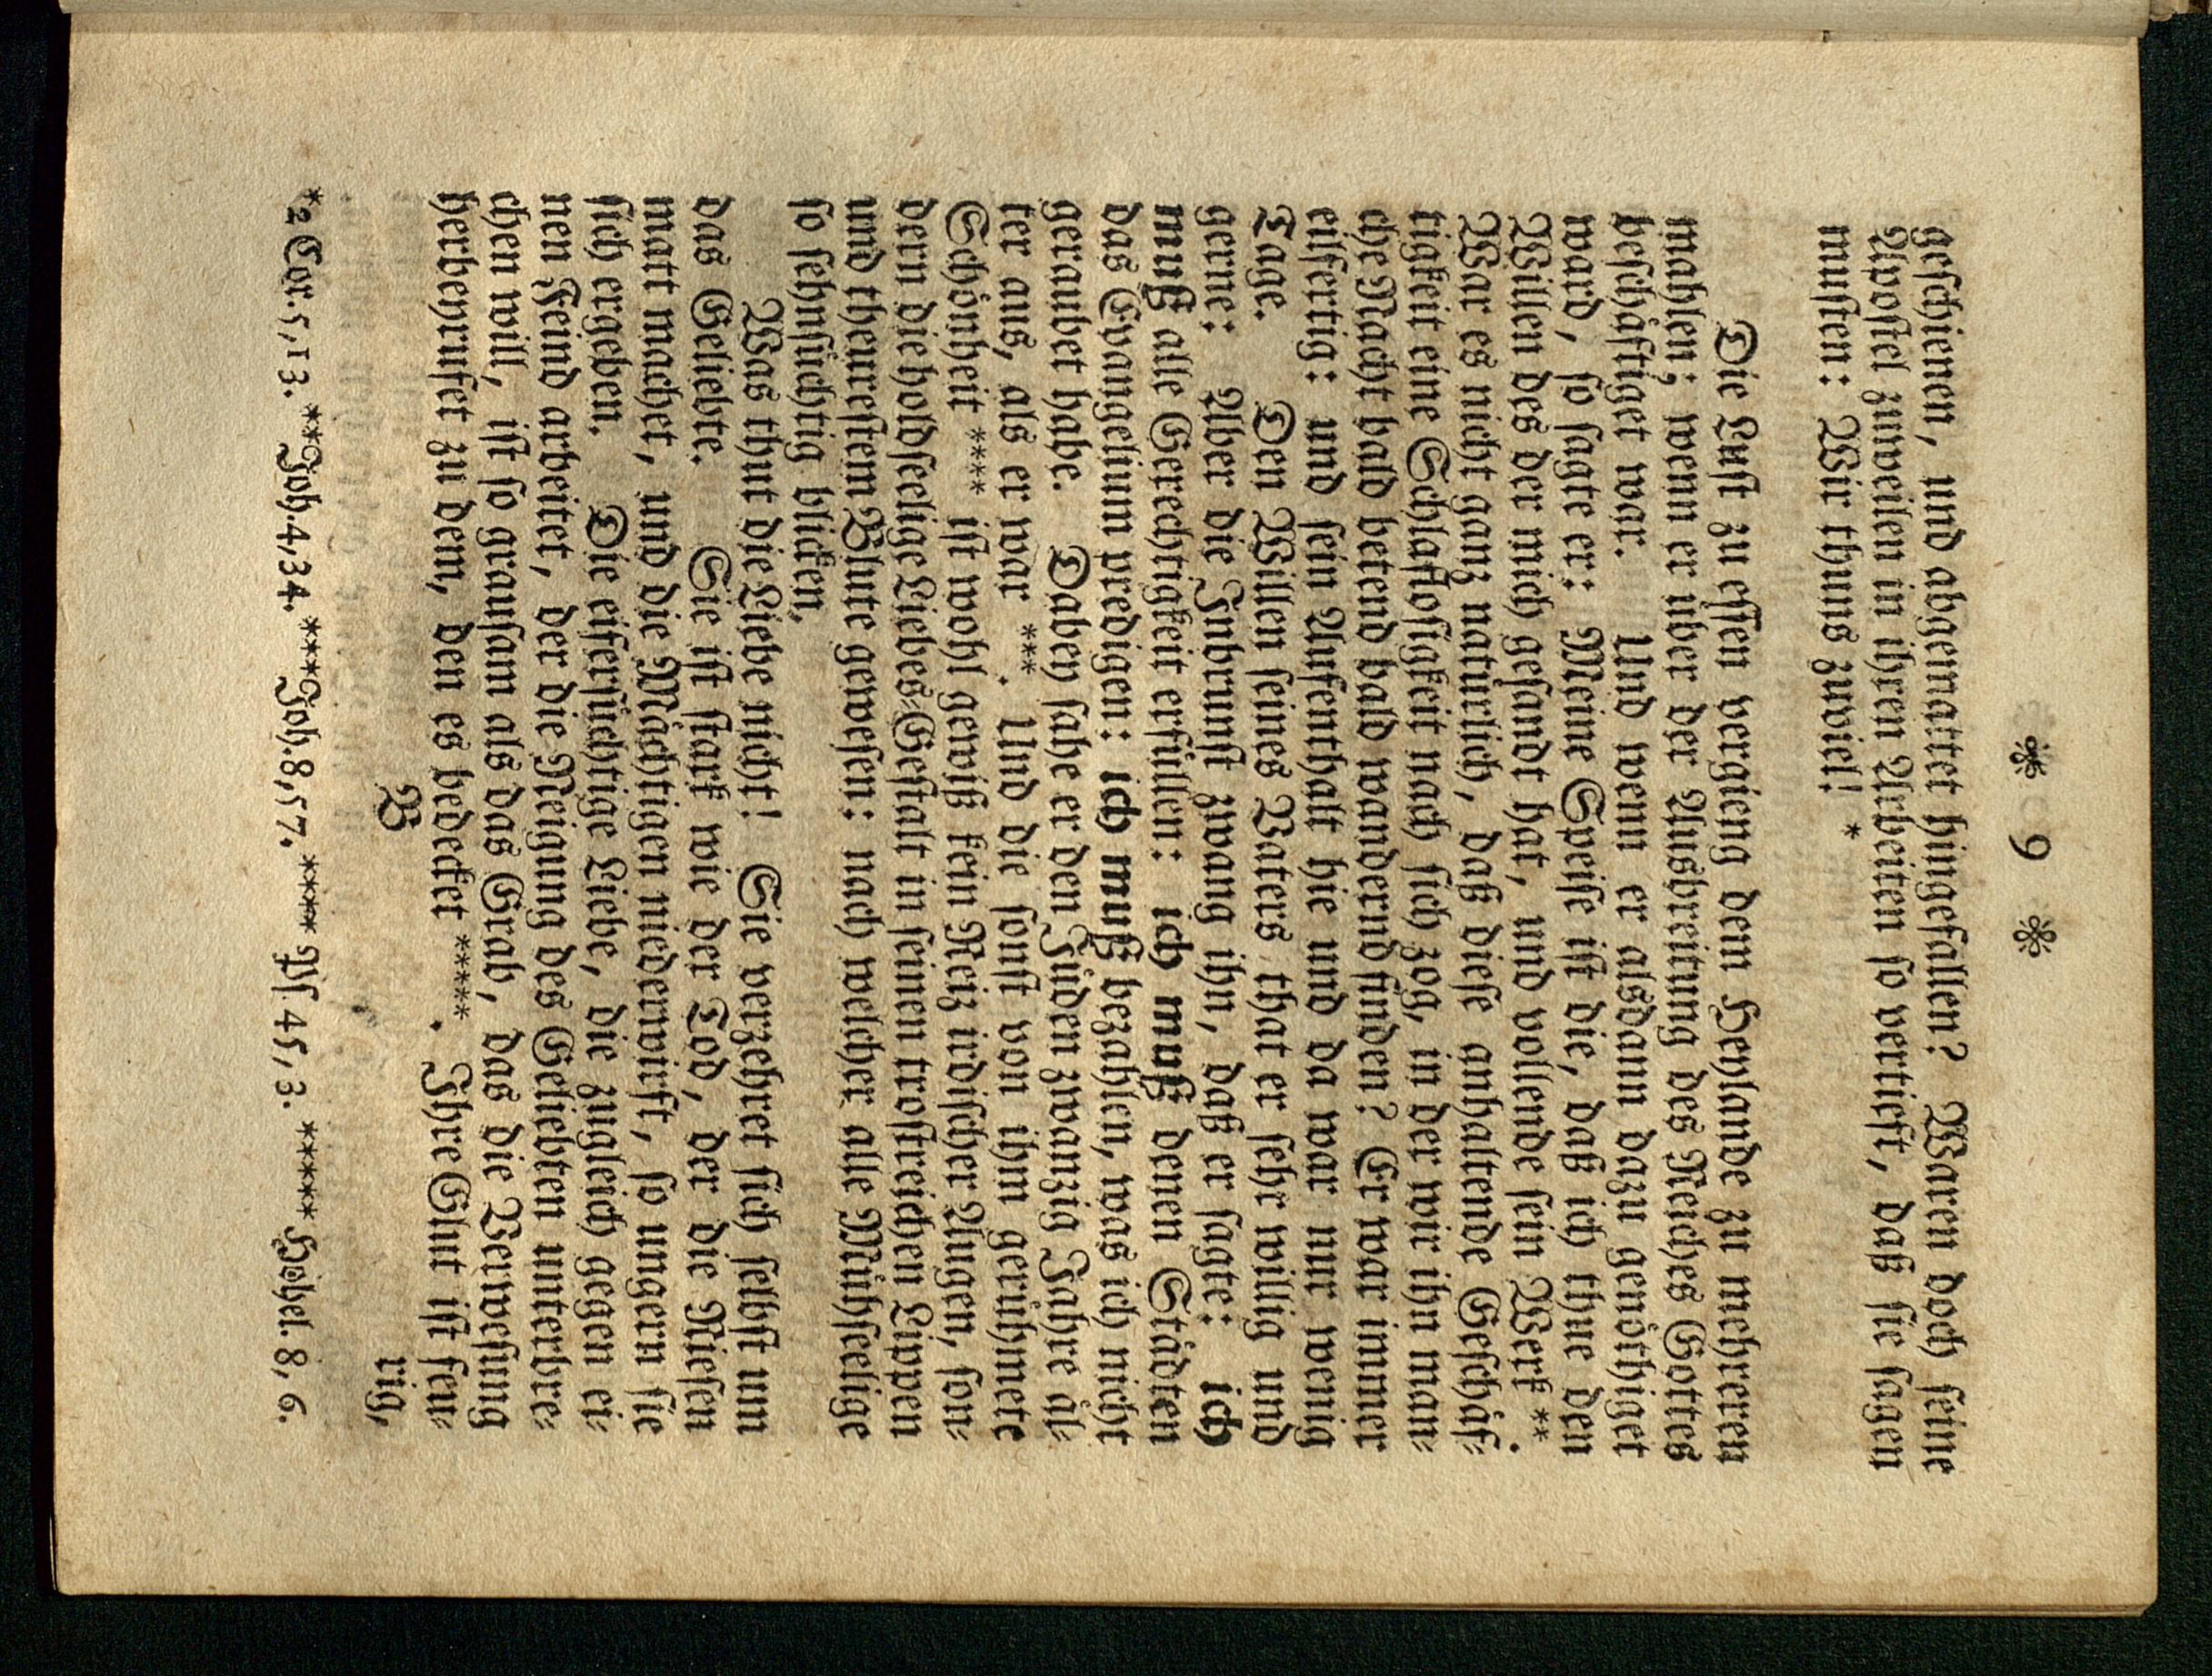 ❀ 9 ❀
geſchienen, und abgemattet hingefallen? Waren doch ſeine
Apoſtel zuweilen in ihren Arbeiten ſo vertieft, daß ſie ſagen
muſten: Wir thuns zuviel! *
Die Luſt zu eſſen vergieng dem Heylande zu mehreren
mahlen; wenn er über der Ausbreitung des Reiches Gottes
beſchäftiget war. Und wenn er alsdann dazu genöthiget
ward, ſo ſagte er: Meine Speiſe iſt die, daß ich thue den
Willen des der mich geſandt hat, und vollende ſein Werk **.
War es nicht ganz natürlich, daß dieſe anhaltende Geſchäf⸗
tigkeit eine Schlafloſigkeit nach ſich zog, in der wir ihn man⸗
che Nacht bald betend bald wandernd finden? Er war immer
eilfertig: und ſein Aufenthalt hie und da war nur wenig
Tage. Den Willen ſeines Vaters that er ſehr willig und
gerne: Aber die Inbrunſt zwang ihn, daß er ſagte: ich
muß alle Gerechtigkeit erfüllen: ich muß denen Städten
das Evangelium predigen: ich muß bezahlen, was ich nicht
geraubet habe. Dabey ſahe er den Jüden zwanzig Jahre äl⸗
ter aus, als er war ***. Und die ſonſt von ihm gerühmete
Schönheit **** iſt wohl gewiß kein Reiz irdiſcher Augen, ſon⸗
dern die holdſeelige Liebes⸗Geſtalt in ſeinen troſtreichen Lippen
und theureſtem Blute geweſen: nach welcher alle Mühſeelige
ſo ſehnſüchtig blicken.
Was thut die Liebe nicht! Sie verzehret ſich ſelbſt um
das Geliebte. Sie iſt ſtark wie der Tod, der die Rieſen
matt machet, und die Mächtigen niederwirft, ſo ungern ſie
ſich ergeben. Die eiferſüchtige Liebe, die zugleich gegen ei⸗
nen Feind arbeitet, der die Neigung des Geliebten unterbre⸗
chen will, iſt ſo grauſam als das Grab, das die Verweſung
herbeyrufet zu dem, den es bedeket *****. Ihre Glut iſt feu⸗
B
rig,
* 2 Cor. 5, 13. ** Joh. 4, 34. *** Joh. 8, 57. **** Pſ. 45, 3. ***** Hohel. 8, 6.